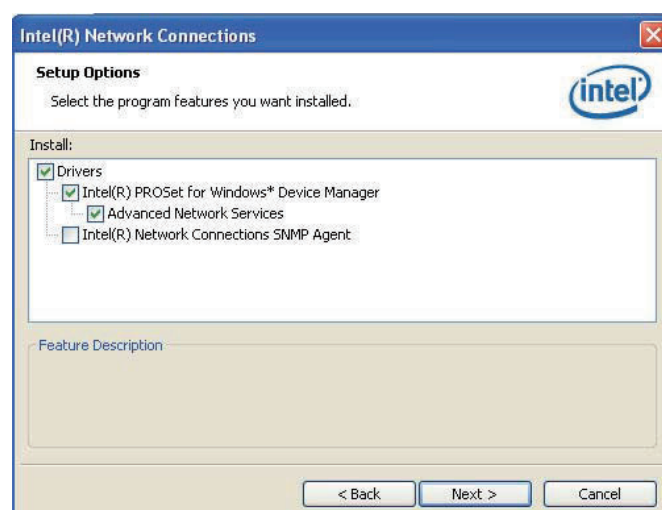 Intel(R) Network Connections
Setup Options
Select the program features you want installed.
intel
Install:
Drivers
Intel(R) PROSet for Windows* Device Manager
Advanced Network Services
Intel(R) Network Connections SNMP Agent
Feature Description
< Back
Next >
Cancel